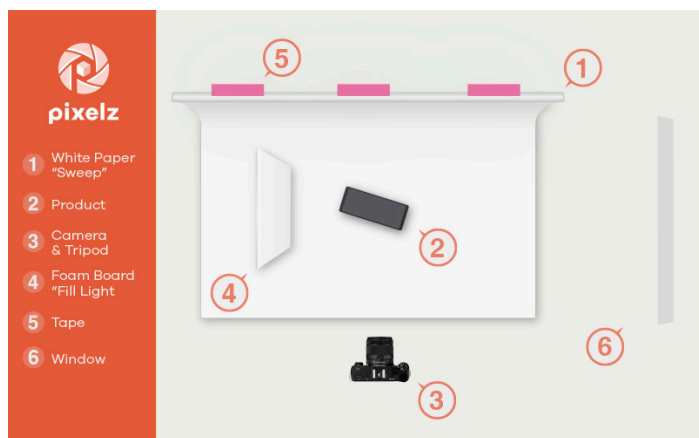 pixelz
1 White Paper
"Sweep"
2 Product
3 Camera
& Tripod
4 Foam Board
"Fill Light
5 Tape
6 Window
5
1
2
4
6
3